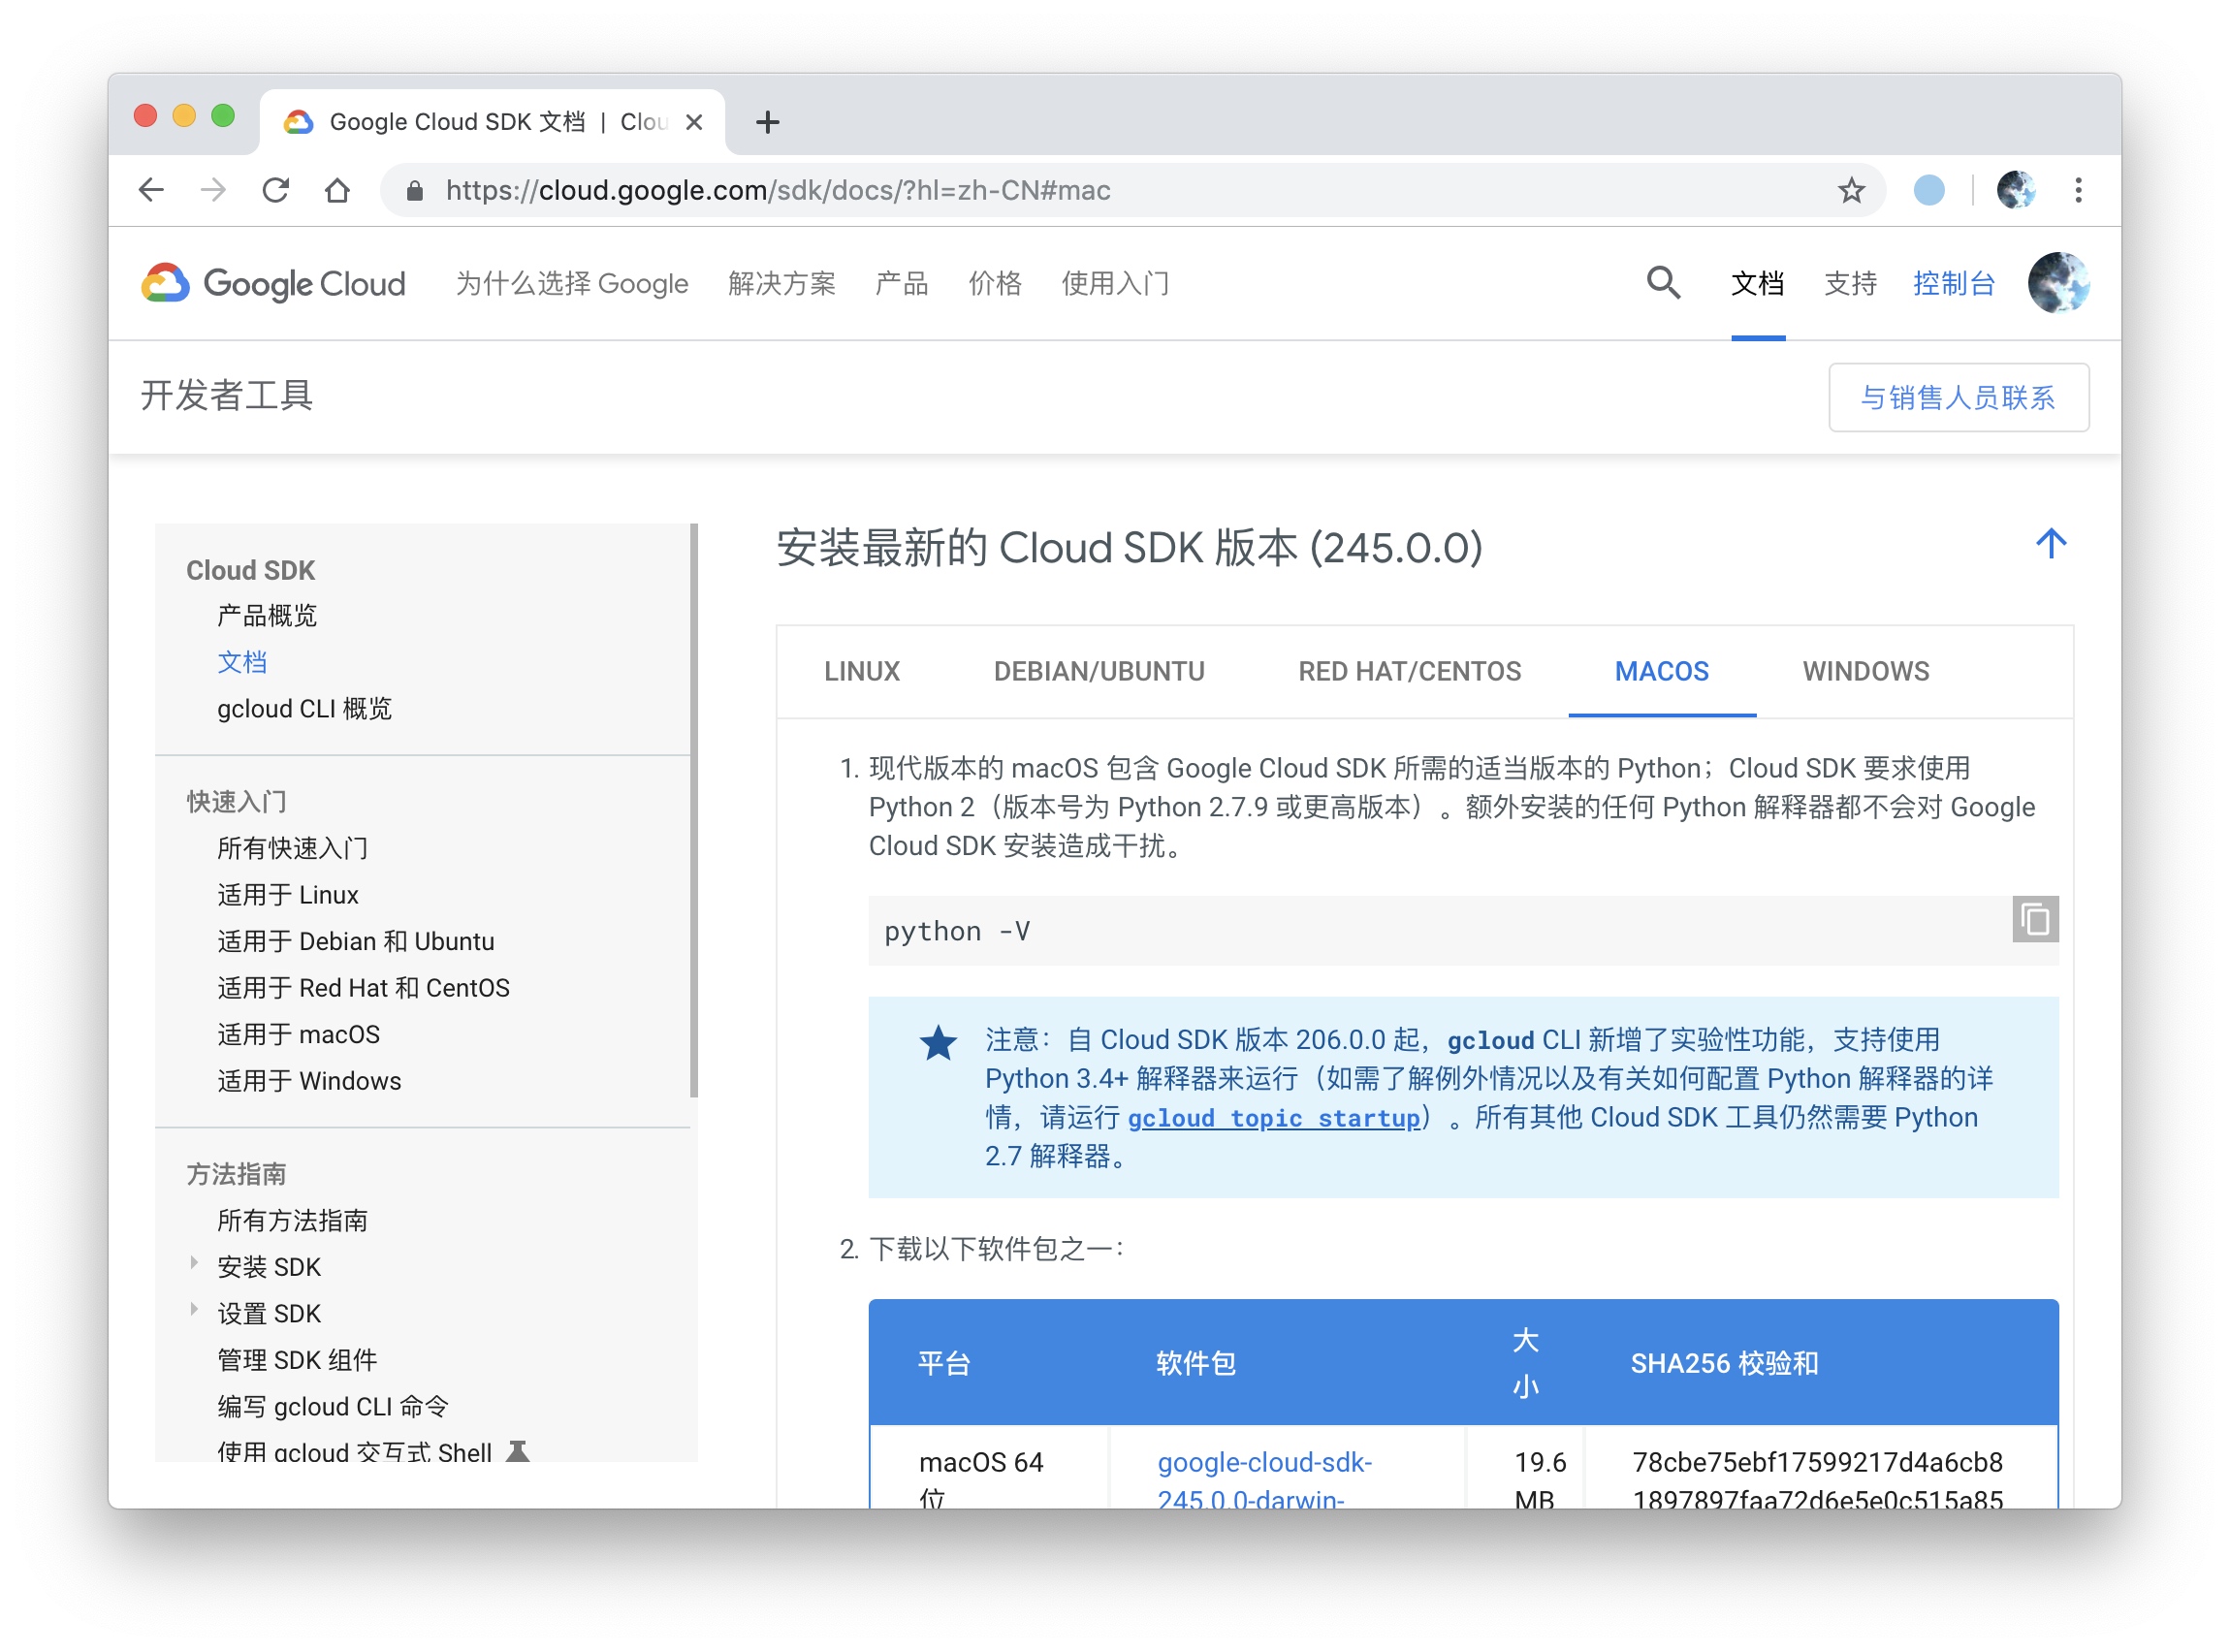 Google Cloud SDK 文档 | Clou
https://cloud.google.com/sdk/docs/?hl=zh-CN#mac
Google Cloud 为什么选择 Google 解决方案 产品 价格 使用入门 文档 支持 控制台
开发者工具 与销售人员联系
Cloud SDK
产品概览
文档
gcloud CLI 概览
快速入门
所有快速入门
适用于 Linux
适用于 Debian 和 Ubuntu
适用于 Red Hat 和 CentOS
适用于 macOS
适用于 Windows
方法指南
所有方法指南
安装 SDK
设置 SDK
管理 SDK 组件
编写 gcloud CLI 命令
使用 gcloud 交互式 Shell
安装最新的 Cloud SDK 版本 (245.0.0)
LINUX DEBIAN/UBUNTU RED HAT/CENTOS MACOS WINDOWS
1. 现代版本的 macOS 包含 Google Cloud SDK 所需的适当版本的 Python；Cloud SDK 要求使用
Python 2（版本号为 Python 2.7.9 或更高版本）。额外安装的任何 Python 解释器都不会对 Google
Cloud SDK 安装造成干扰。
python -V
注意：自 Cloud SDK 版本 206.0.0 起，gcloud CLI 新增了实验性功能，支持使用
Python 3.4+ 解释器来运行（如需了解例外情况以及有关如何配置 Python 解释器的详
情，请运行 gcloud topic startup）。所有其他 Cloud SDK 工具仍然需要 Python
2.7 解释器。
2. 下载以下软件包之一：
平台 软件包 大小 SHA256 校验和
macOS 64 google-cloud-sdk- 19.6 78cbe75ebf17599217d4a6cb8
位 245.0.0-darwin- MB 1897897faa72d6e5e0c515a85